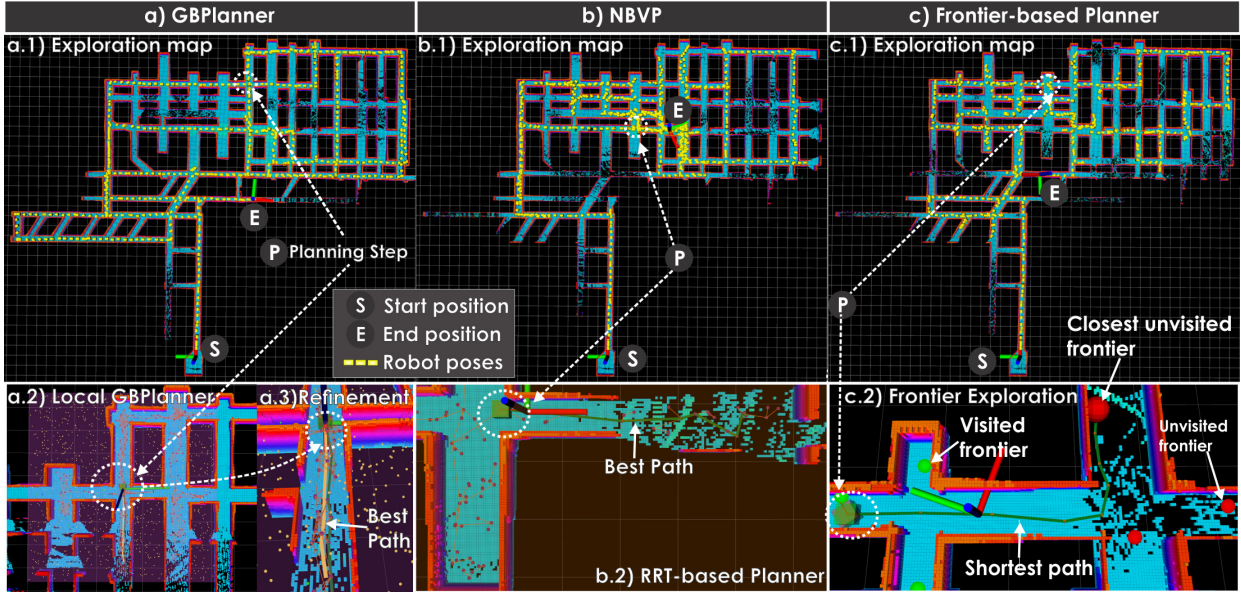 a) GBPlanner
b) NBVP
c) Frontier-based Planner
a.1) Exploration map
b.1) Exploration map
c.1) Exploration map
E
E
E
P Planning Step
P
P
S Start position
E End position
Robot poses
S
S
S
Closest unvisited
frontier
a.2) Local GBPlanner
a.3)Refinement
Best
Path
Best Path
b.2) RRT-based Planner
c.2) Frontier Exploration
Visited
frontier
Unvisited
frontier
Shortest path